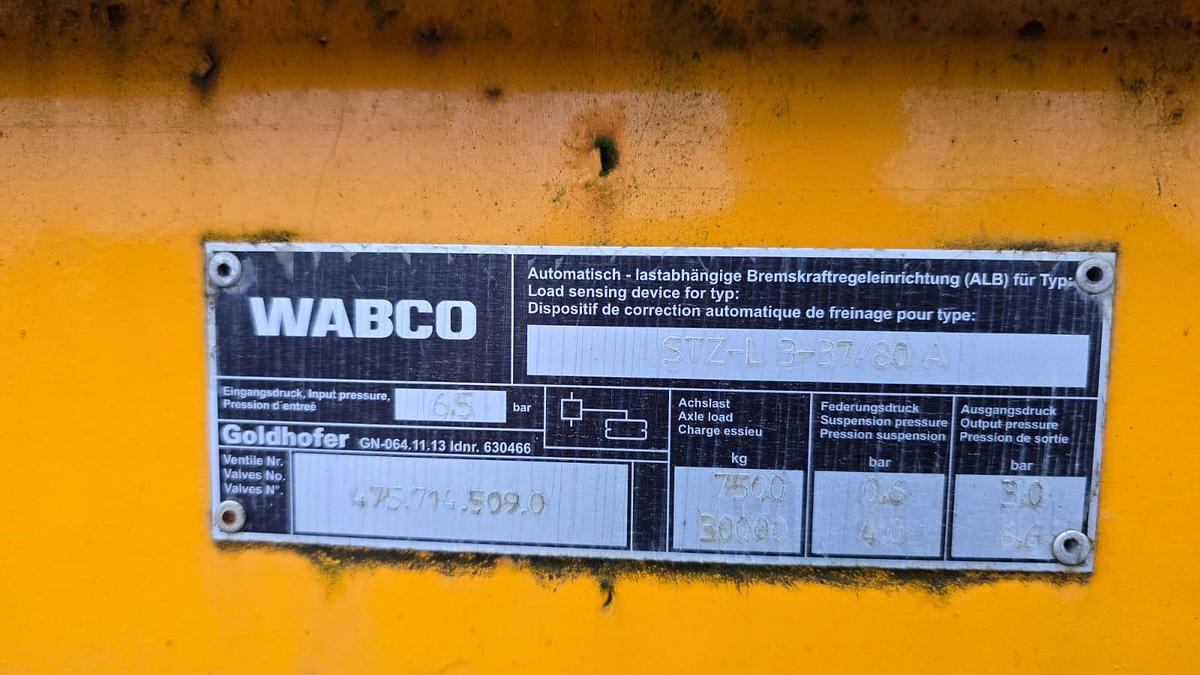 WABCO
Automatisch - lastabhängige Bremskraftregeleinrichtung (ALB) für Typ:
Load sensing device for typ:
Dispositif de correction automatique de freinage pour type:
STZ-L 3-37/80 A
Eingangsdruck, Input pressure,
Pression d'entreé
6.5 bar
Goldhofer GN-064.11.13 Idnr. 630466
Ventile Nr.
Valves No.
Valves N°.
475.714.509.0
Achslast
Axle load
Charge essieu
kg
7500
30000
Federungsdruck
Suspension pressure
Pression suspension
bar
0.6
4.0
Ausgangsdruck
Output pressure
Pression de sortie
bar
3.0